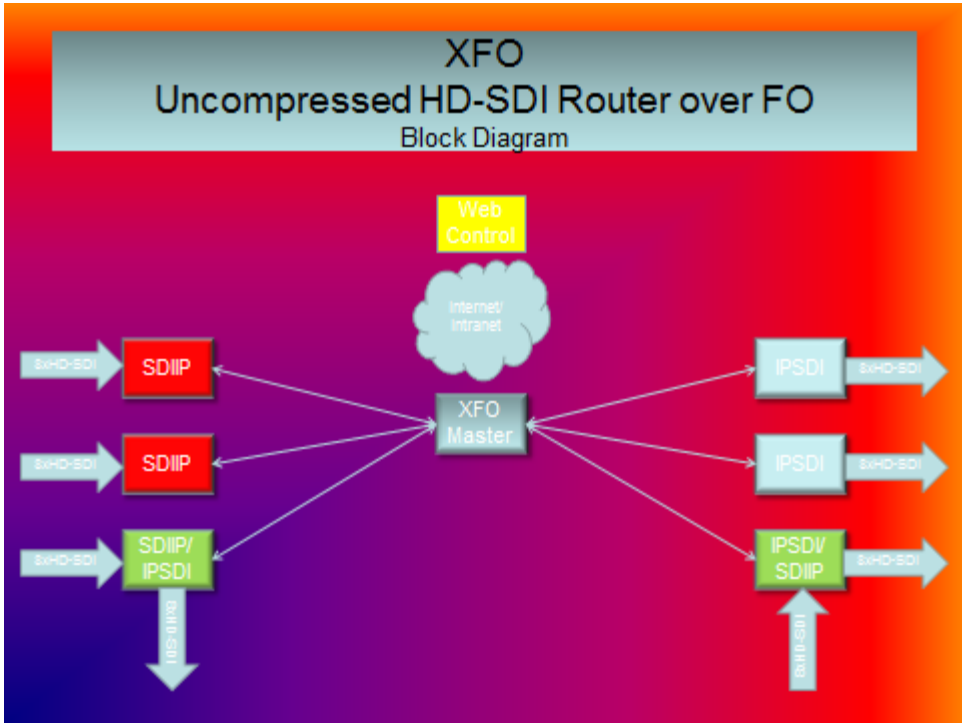 XFO
Uncompressed HD-SDI Router over FO
Block Diagram
Web
Control
Internet/
Intranet
8xHD-SDI
SDIIP
IPSDI
8xHD-SDI
XFO
Master
8xHD-SDI
SDIIP
IPSDI
8xHD-SDI
8xHD-SDI
SDIIP/
IPSDI
IPSDI/
SDIIP
8xHD-SDI
8xHD-SDI
8xHD-SDI